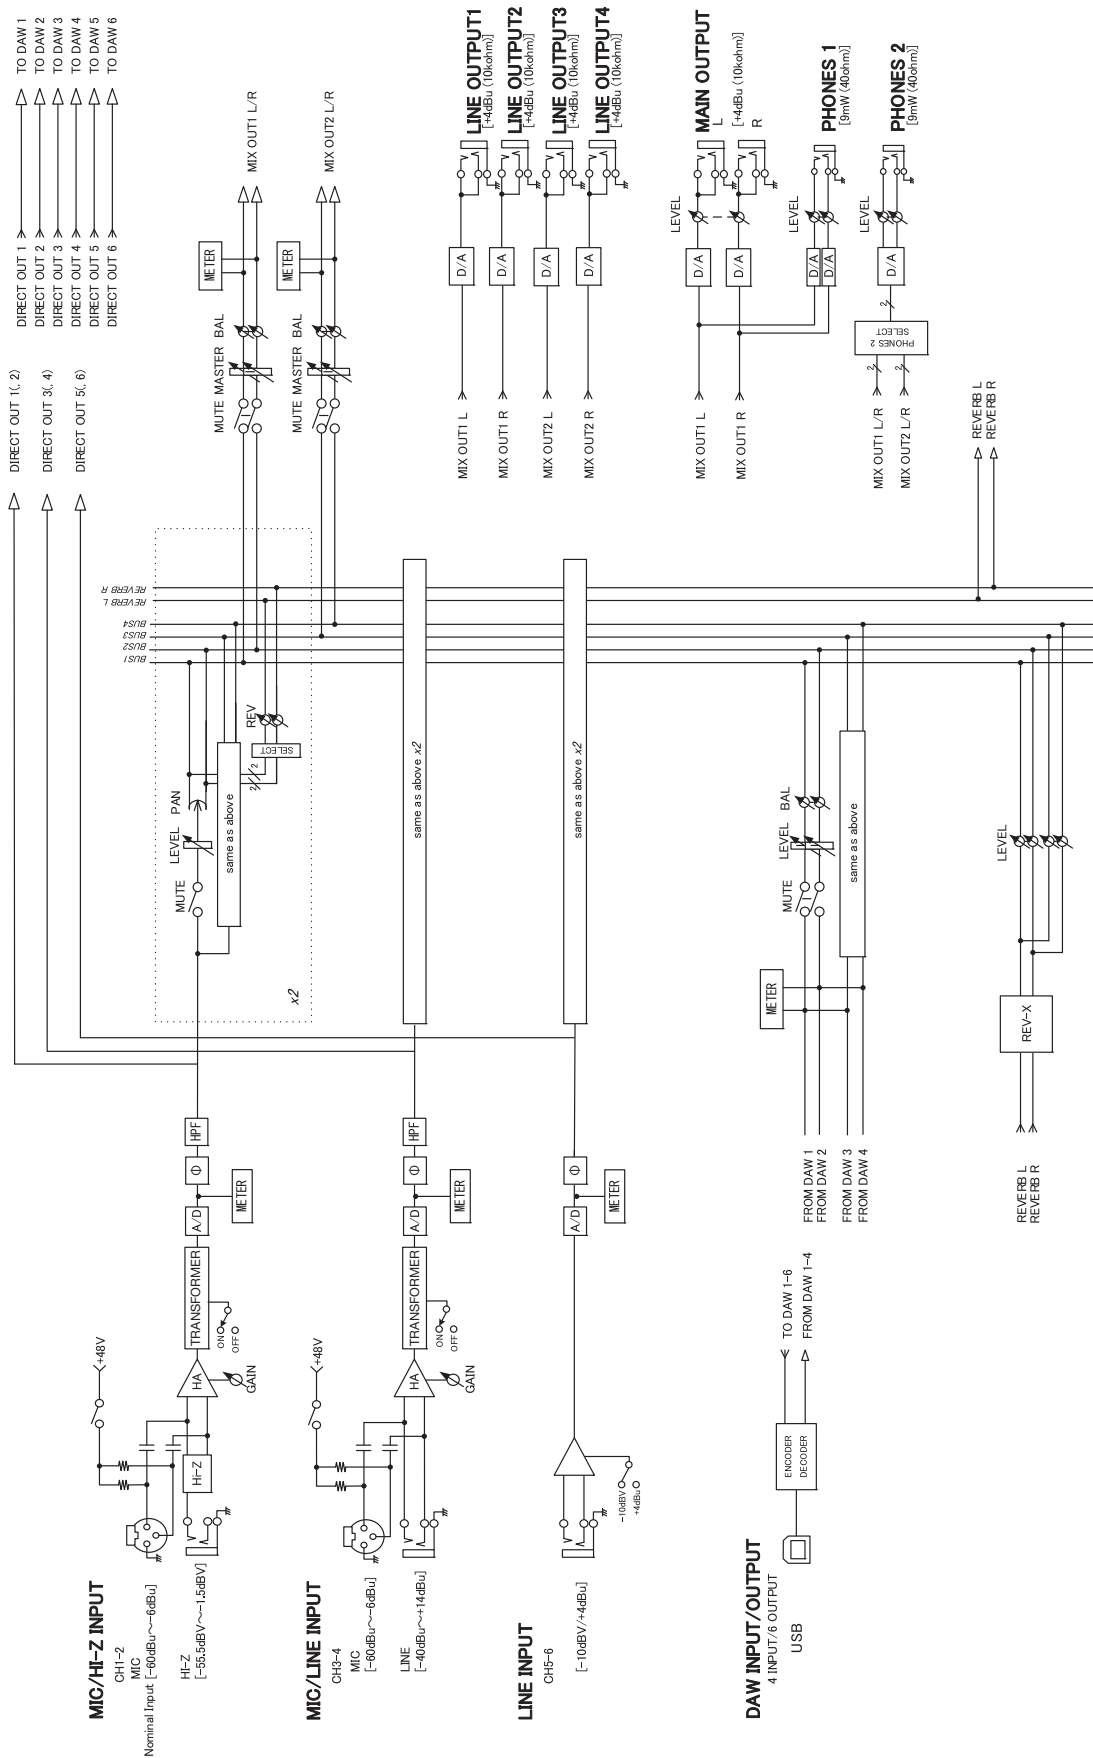 MIC/HI-Z INPUT
CH1-2
MIC
Nominal Input [-60dBu～-6dBu]
HI-Z
[-55.5dBV～-1.5dBV]
+48V
Hi-Z
HA
GAIN
TRANSFORMER
ON
OFF
A/D
METER
Φ
HPF
MUTE
LEVEL
PAN
same as above
SELECT
2
2
REV
x2
BUS1
BUS2
BUS3
BUS4
REVERB L
REVERB R
DIRECT OUT 1(, 2)
DIRECT OUT 3(, 4)
DIRECT OUT 5(, 6)
DIRECT OUT 1
TO DAW 1
DIRECT OUT 2
TO DAW 2
DIRECT OUT 3
TO DAW 3
DIRECT OUT 4
TO DAW 4
DIRECT OUT 5
TO DAW 5
DIRECT OUT 6
TO DAW 6
MUTE MASTER BAL
METER
MIX OUT1 L/R
MUTE MASTER BAL
METER
MIX OUT2 L/R
MIC/LINE INPUT
CH3-4
MIC
[-60dBu～-6dBu]
LINE
[-40dBu～+14dBu]
+48V
HA
GAIN
TRANSFORMER
ON
OFF
A/D
METER
Φ
HPF
same as above x2
MIX OUT1 L
D/A
LINE OUTPUT1
[+4dBu (10kohm)]
MIX OUT1 R
D/A
LINE OUTPUT2
[+4dBu (10kohm)]
MIX OUT2 L
D/A
LINE OUTPUT3
[+4dBu (10kohm)]
MIX OUT2 R
D/A
LINE OUTPUT4
[+4dBu (10kohm)]
LINE INPUT
CH5-6
[-10dBV/+4dBu]
-10dBV
+4dBu
A/D
METER
Φ
same as above x2
MIX OUT1 L
D/A
LEVEL
MAIN OUTPUT
L
[+4dBu (10kohm)]
MIX OUT1 R
D/A
R
D/A
D/A
LEVEL
PHONES 1
[9mW (40ohm)]
MIX OUT1 L/R
MIX OUT2 L/R
2
2
PHONES 2
SELECT
2
D/A
LEVEL
PHONES 2
[9mW (40ohm)]
DAW INPUT/OUTPUT
4 INPUT/6 OUTPUT
USB
ENCODER
DECODER
TO DAW 1-6
FROM DAW 1-4
FROM DAW 1
FROM DAW 2
FROM DAW 3
FROM DAW 4
METER
MUTE
LEVEL
BAL
same as above
REVERB L
REVERB R
REVERB L
REVERB R
REV-X
LEVEL